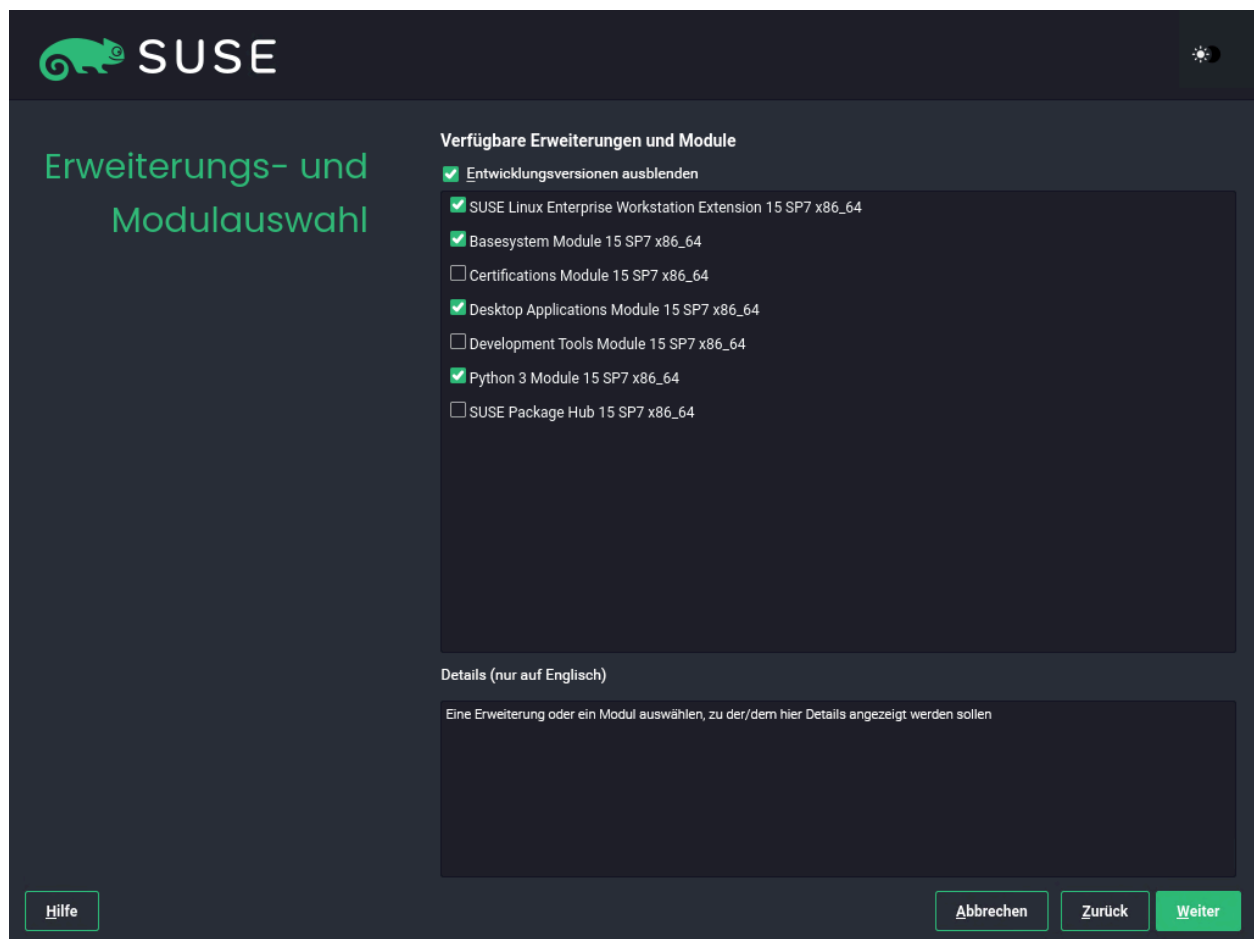 SUSE
Erweiterungs- und
Modulauswahl
Verfügbare Erweiterungen und Module
Entwicklungsversionen ausblenden
SUSE Linux Enterprise Workstation Extension 15 SP7 x86_64
Basesystem Module 15 SP7 x86_64
Certifications Module 15 SP7 x86_64
Desktop Applications Module 15 SP7 x86_64
Development Tools Module 15 SP7 x86_64
Python 3 Module 15 SP7 x86_64
SUSE Package Hub 15 SP7 x86_64
Details (nur auf Englisch)
Eine Erweiterung oder ein Modul auswählen, zu der/dem hier Details angezeigt werden sollen
Hilfe
Abbrechen
Zurück
Weiter